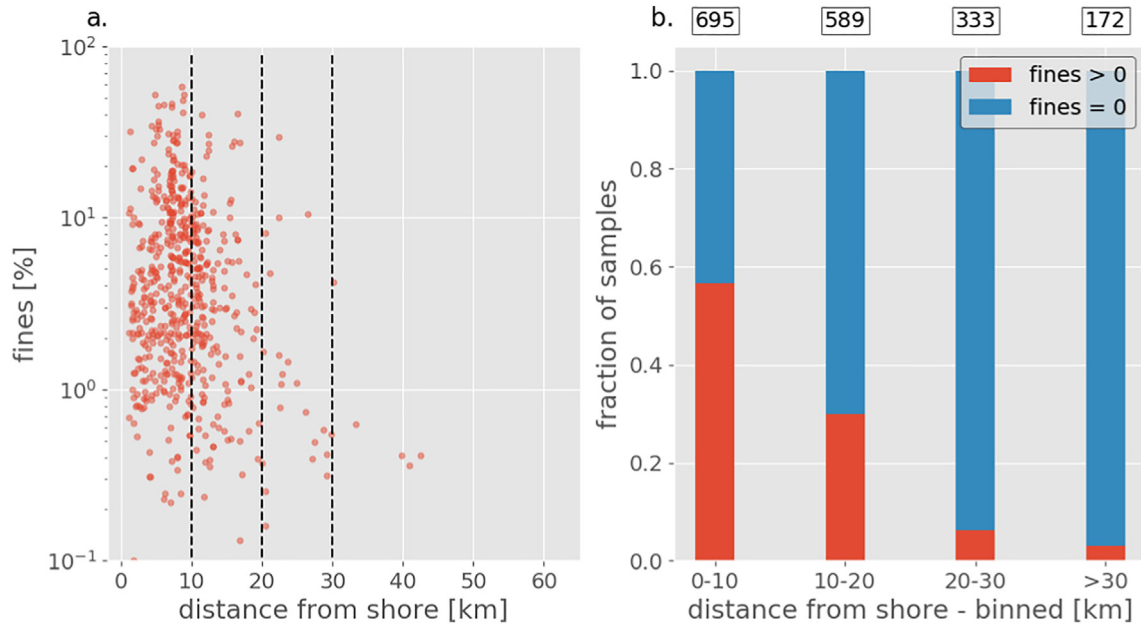 a.
10²
10¹
10⁰
10⁻¹
fines [%]
0 10 20 30 40 50 60
distance from shore [km]
b.
695 589 333 172
fines > 0
fines = 0
1.0
0.8
0.6
0.4
0.2
0.0
fraction of samples
0-10 10-20 20-30 >30
distance from shore - binned [km]